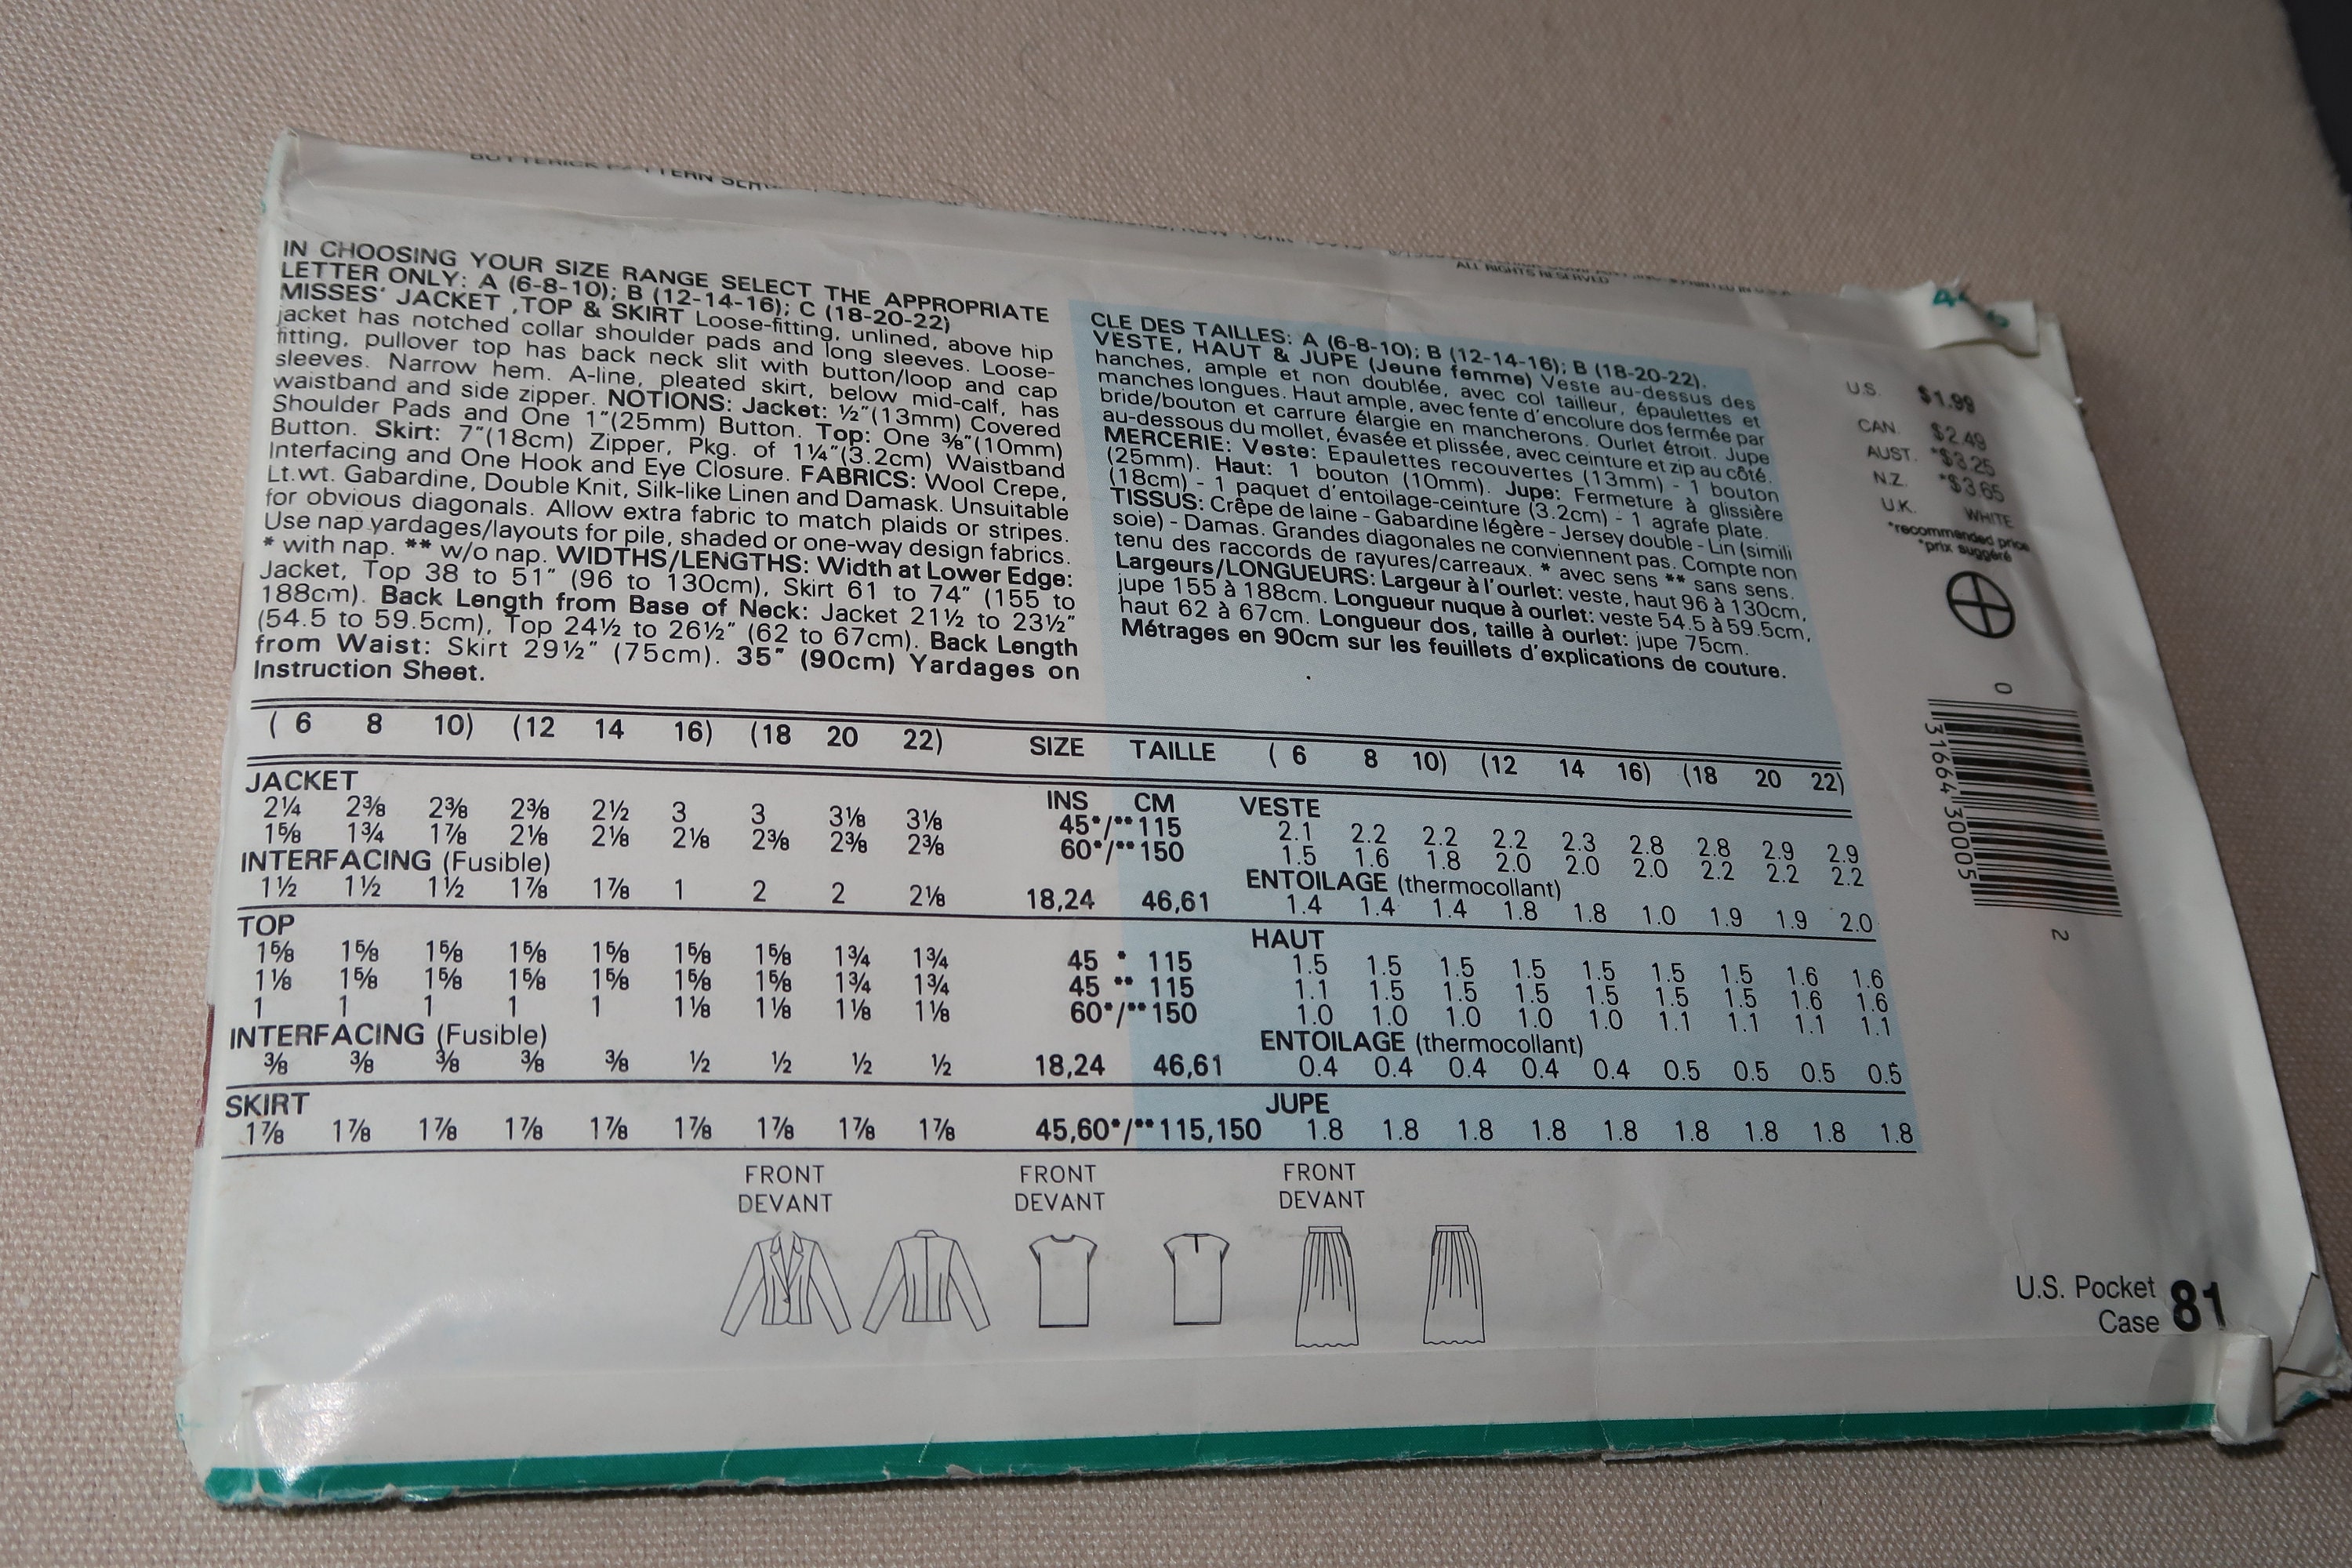 BUTTERICK PATTERN
ALL RIGHTS RESERVED
IN CHOOSING YOUR SIZE RANGE SELECT THE APPROPRIATE
LETTER ONLY: A (6-8-10); B (12-14-16); C (18-20-22)
MISSES' JACKET ,TOP & SKIRT Loose-fitting, unlined, above hip
jacket has notched collar shoulder pads and long sleeves. Loose-
fitting, pullover top has back neck slit with button/loop and cap
sleeves. Narrow hem. A-line, pleated skirt, below mid-calf, has
waistband and side zipper. NOTIONS: Jacket: ½"(13mm) Covered
Shoulder Pads and One 1"(25mm) Button. Top: One ⅜"(10mm)
Button. Skirt: 7"(18cm) Zipper, Pkg. of 1¼"(3.2cm) Waistband
Interfacing and One Hook and Eye Closure. FABRICS: Wool Crepe,
Lt.wt. Gabardine, Double Knit, Silk-like Linen and Damask. Unsuitable
for obvious diagonals. Allow extra fabric to match plaids or stripes.
Use nap yardages/layouts for pile, shaded or one-way design fabrics.
* with nap. ** w/o nap. WIDTHS/LENGTHS: Width at Lower Edge:
Jacket, Top 38 to 51" (96 to 130cm), Skirt 61 to 74" (155 to
188cm). Back Length from Base of Neck: Jacket 21½ to 23½"
(54.5 to 59.5cm), Top 24½ to 26½" (62 to 67cm). Back Length
from Waist: Skirt 29½" (75cm). 35" (90cm) Yardages on
Instruction Sheet.
CLE DES TAILLES: A (6-8-10); B (12-14-16); B (18-20-22).
VESTE, HAUT & JUPE (Jeune femme) Veste au-dessus des
hanches, ample et non doublée, avec col tailleur, épaulettes et
manches longues. Haut ample, avec fente d'encolure dos fermée par
bride/bouton et carrure élargie en mancherons. Ourlet étroit. Jupe
au-dessous du mollet, évasée et plissée, avec ceinture et zip au côté.
MERCERIE: Veste: Epaulettes recouvertes (13mm) - 1 bouton
(25mm). Haut: 1 bouton (10mm). Jupe: Fermeture à glissière
(18cm) - 1 paquet d'entoilage-ceinture (3.2cm) - 1 agrafe plate.
TISSUS: Crêpe de laine - Gabardine légère - Jersey double - Lin (simili
soie) - Damas. Grandes diagonales ne conviennent pas. Compte non
tenu des raccords de rayures/carreaux. * avec sens ** sans sens.
Largeurs/LONGUEURS: Largeur à l'ourlet: veste, haut 96 à 130cm,
jupe 155 à 188cm. Longueur nuque à ourlet: veste 54.5 à 59.5cm,
haut 62 à 67cm. Longueur dos, taille à ourlet: jupe 75cm.
Métrages en 90cm sur les feuillets d'explications de couture.
U.S. $1.99
CAN. $2.49
AUST. *$3.25
N.Z. *$3.65
U.K. WHITE
*recommended price
*prix suggéré
0 31664 30005 2
( 6 8 10) (12 14 16) (18 20 22) SIZE TAILLE ( 6 8 10) (12 14 16) (18 20 22)
JACKET INS CM VESTE
2¼ 2⅜ 2⅜ 2⅜ 2½ 3 3 3⅛ 3⅛ 45*/**115 2.1 2.2 2.2 2.2 2.3 2.8 2.8 2.9 2.9
1⅝ 1¾ 1⅞ 2⅛ 2⅛ 2⅛ 2⅜ 2⅜ 2⅜ 60*/**150 1.5 1.6 1.8 2.0 2.0 2.0 2.2 2.2 2.2
INTERFACING (Fusible) ENTOILAGE (thermocollant)
1½ 1½ 1½ 1⅞ 1⅞ 1 2 2 2⅛ 18,24 46,61 1.4 1.4 1.4 1.8 1.8 1.0 1.9 1.9 2.0
TOP HAUT
1⅝ 1⅝ 1⅝ 1⅝ 1⅝ 1⅝ 1⅝ 1¾ 1¾ 45 * 115 1.5 1.5 1.5 1.5 1.5 1.5 1.5 1.6 1.6
1⅛ 1⅝ 1⅝ 1⅝ 1⅝ 1⅝ 1⅝ 1¾ 1¾ 45 ** 115 1.1 1.5 1.5 1.5 1.5 1.5 1.5 1.6 1.6
1 1 1 1 1 1⅛ 1⅛ 1⅛ 1⅛ 60*/**150 1.0 1.0 1.0 1.0 1.0 1.1 1.1 1.1 1.1
INTERFACING (Fusible) ENTOILAGE (thermocollant)
⅜ ⅜ ⅜ ⅜ ⅜ ½ ½ ½ ½ 18,24 46,61 0.4 0.4 0.4 0.4 0.4 0.5 0.5 0.5 0.5
SKIRT JUPE
1⅞ 1⅞ 1⅞ 1⅞ 1⅞ 1⅞ 1⅞ 1⅞ 1⅞ 45,60*/**115,150 1.8 1.8 1.8 1.8 1.8 1.8 1.8 1.8 1.8
FRONT FRONT FRONT
DEVANT DEVANT DEVANT
U.S. Pocket
Case 81